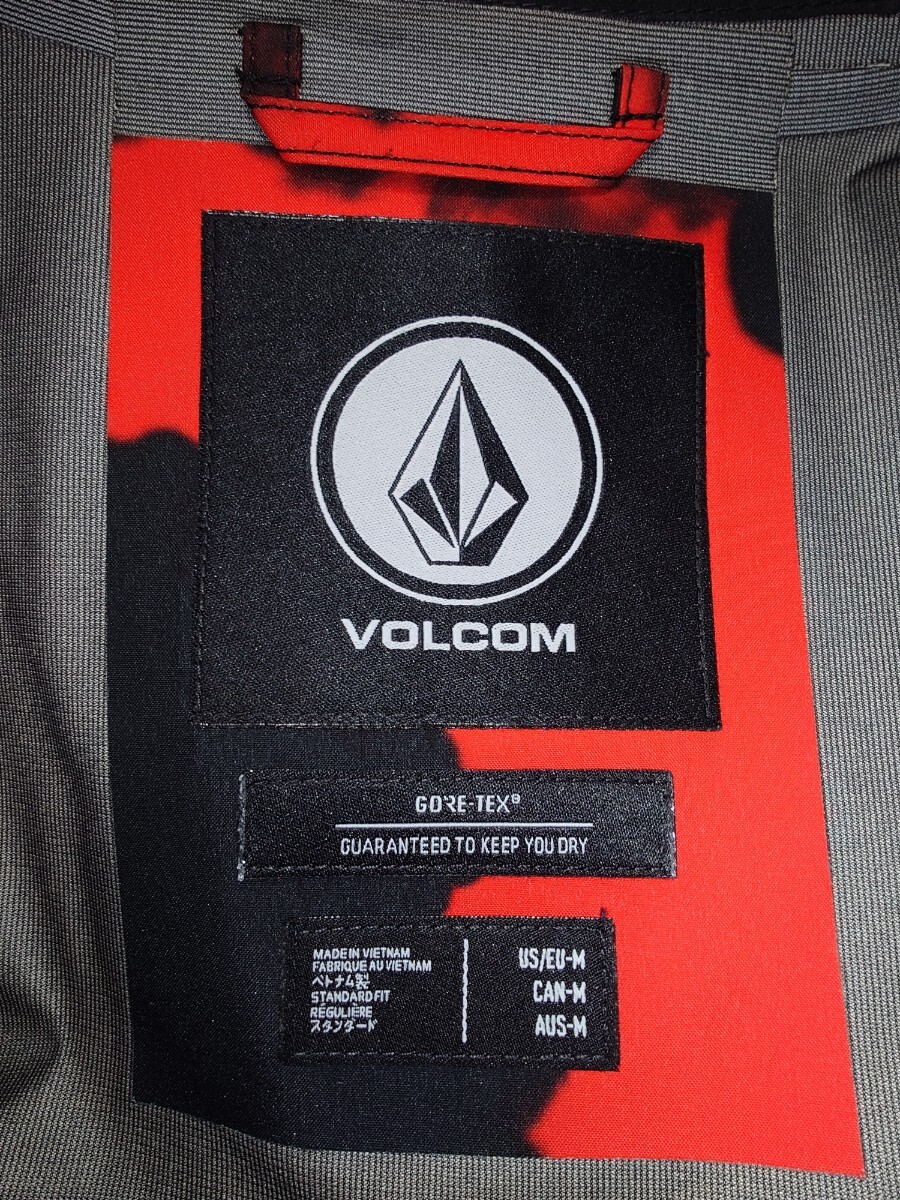 VOLCOM
GORE-TEX®
GUARANTEED TO KEEP YOU DRY
MADE IN VIETNAM
FABRIQUE AU VIETNAM
ベトナム製
STANDARD FIT
RÉGULIÈRE
スタンダード
US/EU-M
CAN-M
AUS-M